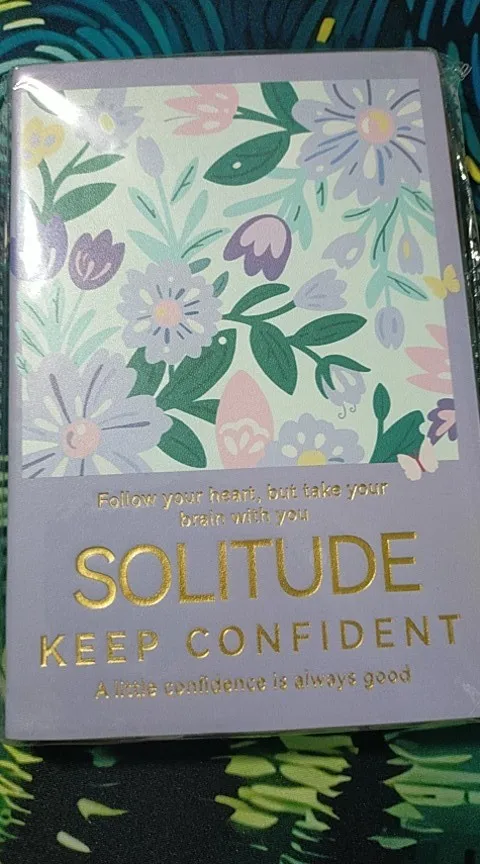 Follow your heart, but take your
brain with you
SOLITUDE
KEEP CONFIDENT
A little confidence is always good